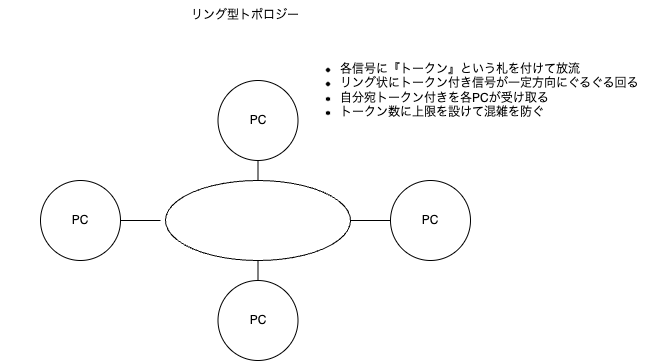 リング型トポロジー
• 各信号に『トークン』という札を付けて放流
• リング状にトークン付き信号が一定方向にぐるぐる回る
• 自分宛トークン付きを各PCが受け取る
• トークン数に上限を設けて混雑を防ぐ
PC
PC
PC
PC